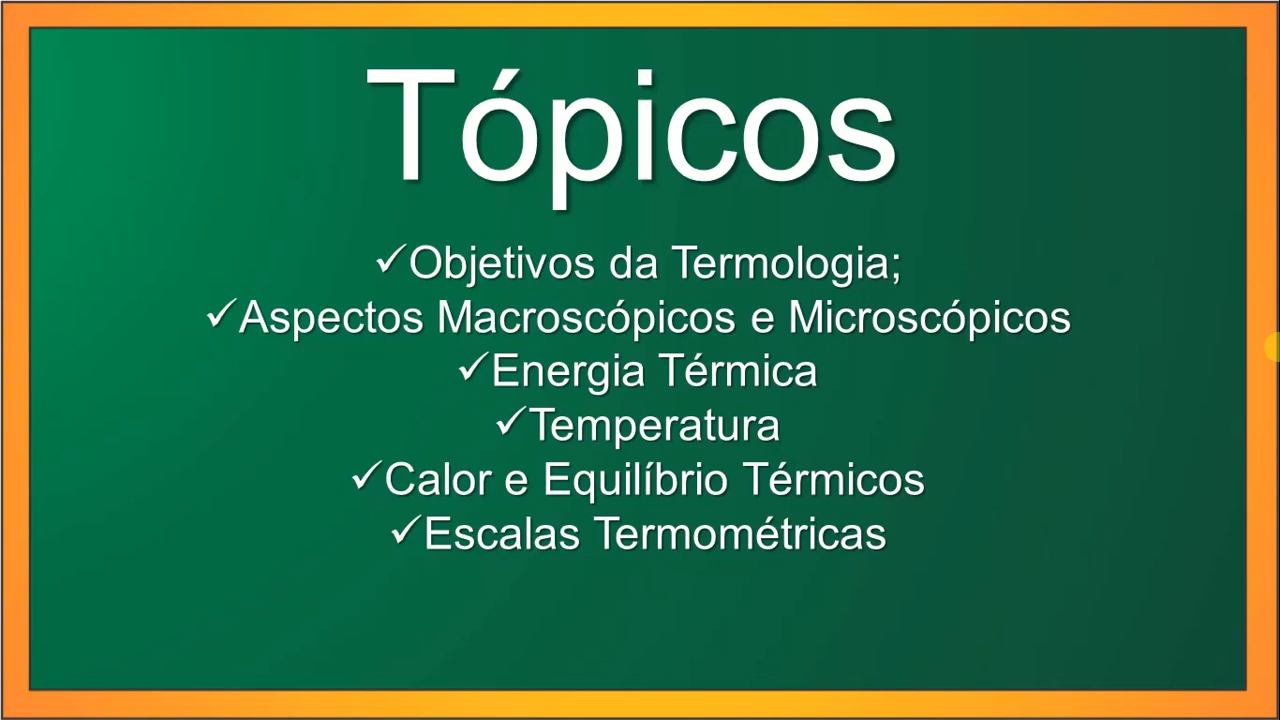 Tópicos
✓Objetivos da Termologia;
✓Aspectos Macroscópicos e Microscópicos
✓Energia Térmica
✓Temperatura
✓Calor e Equilíbrio Térmicos
✓Escalas Termométricas